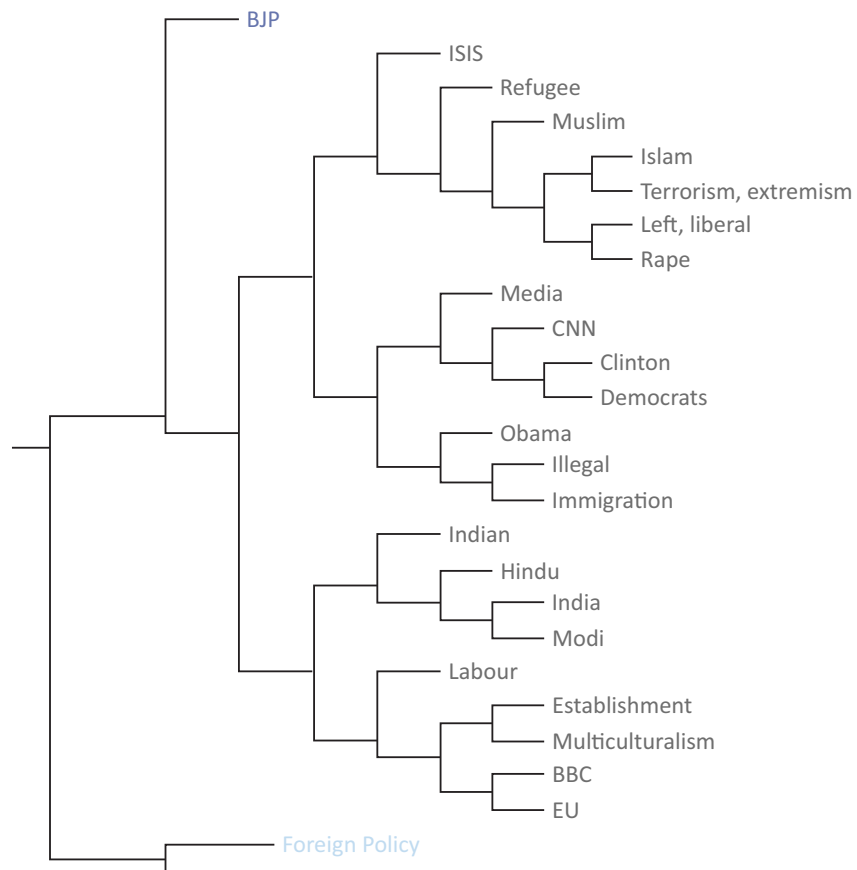 BJP
ISIS
Refugee
Muslim
Islam
Terrorism, extremism
Left, liberal
Rape
Media
CNN
Clinton
Democrats
Obama
Illegal
Immigration
Indian
Hindu
India
Modi
Labour
Establishment
Multiculturalism
BBC
EU
Foreign Policy